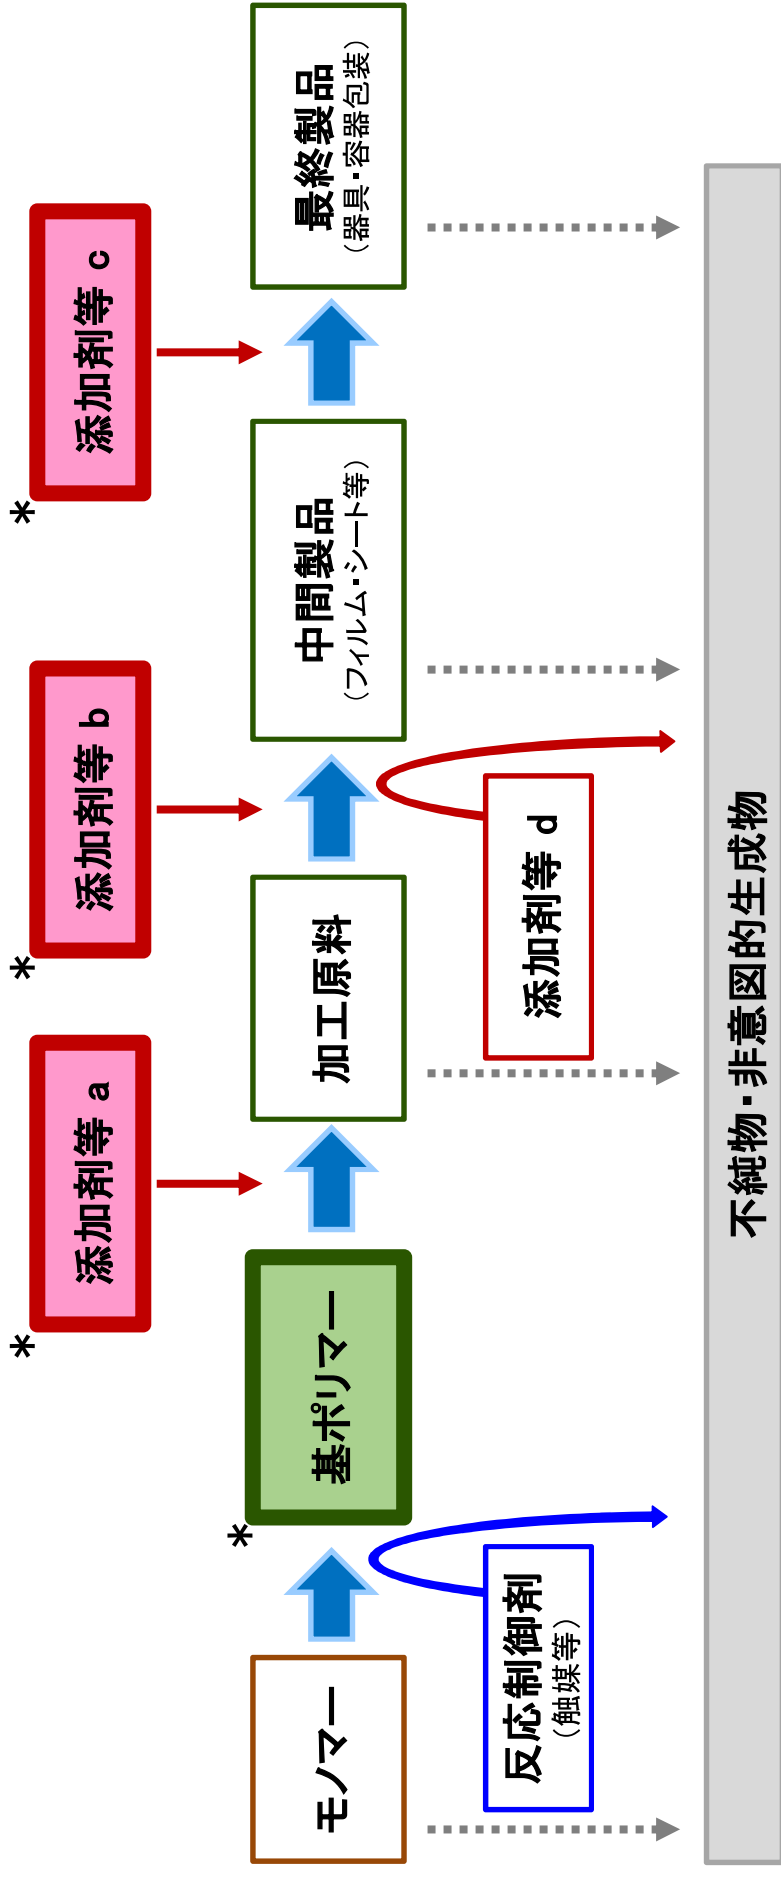 * 添加剤等 a
* 添加剤等 b
* 添加剤等 c
モノマー
* 基ポリマー
加工原料
中間製品
（フィルム・シート等）
最終製品
（器具・容器包装）
反応制御剤
（触媒等）
添加剤等 d
不純物・非意図的生成物